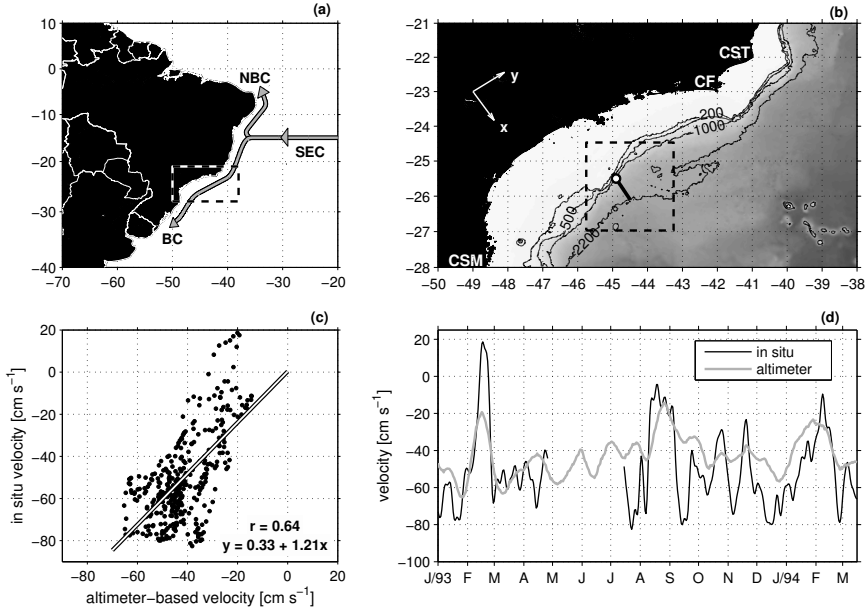 (a)
10
0
−10
−20
−30
−40
−70 −60 −50 −40 −30 −20
NBC
SEC
BC
(b)
−21
−22
−23
−24
−25
−26
−27
−28
−50 −49 −48 −47 −46 −45 −44 −43 −42 −41 −40 −39 −38
CST
CF
y
x
200
1000
500
2200
CSM
(c)
in situ velocity [cm s−1]
20
0
−20
−40
−60
−80
r = 0.64
y = 0.33 + 1.21x
−80 −60 −40 −20 0 20
altimeter−based velocity [cm s−1]
(d)
velocity [cm s−1]
20
0
−20
−40
−60
−80
−100
in situ
altimeter
J/93 F M A M J J A S O N D J/94 F M